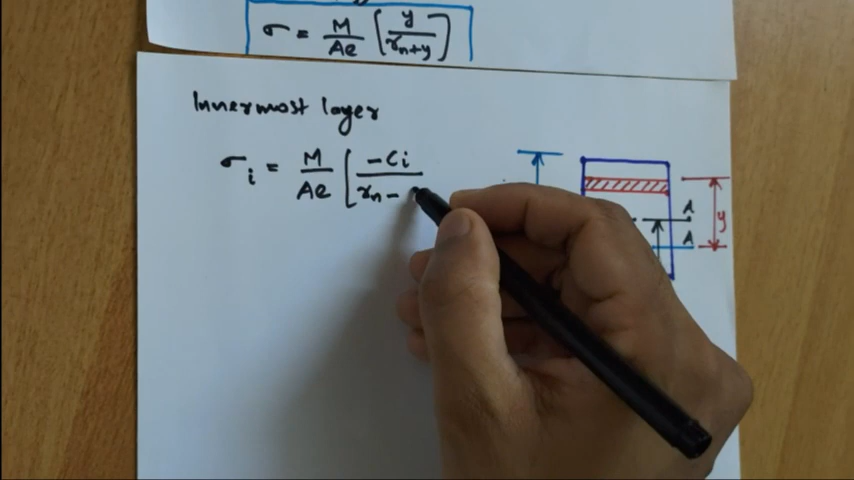 σ = M/Ae [y/(rn+y)]
Innermost layer
σi = M/Ae [-Ci/(rn-
A
A
y